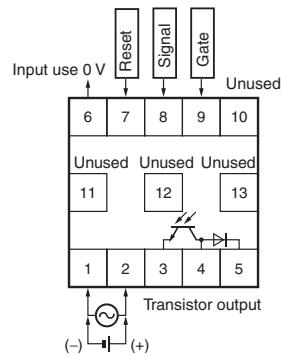 Reset
Signal
Gate
Input use 0 V
Unused
6 7 8 9 10
Unused Unused Unused
11 12 13
1 2 3 4 5
Transistor output
(−) (+)